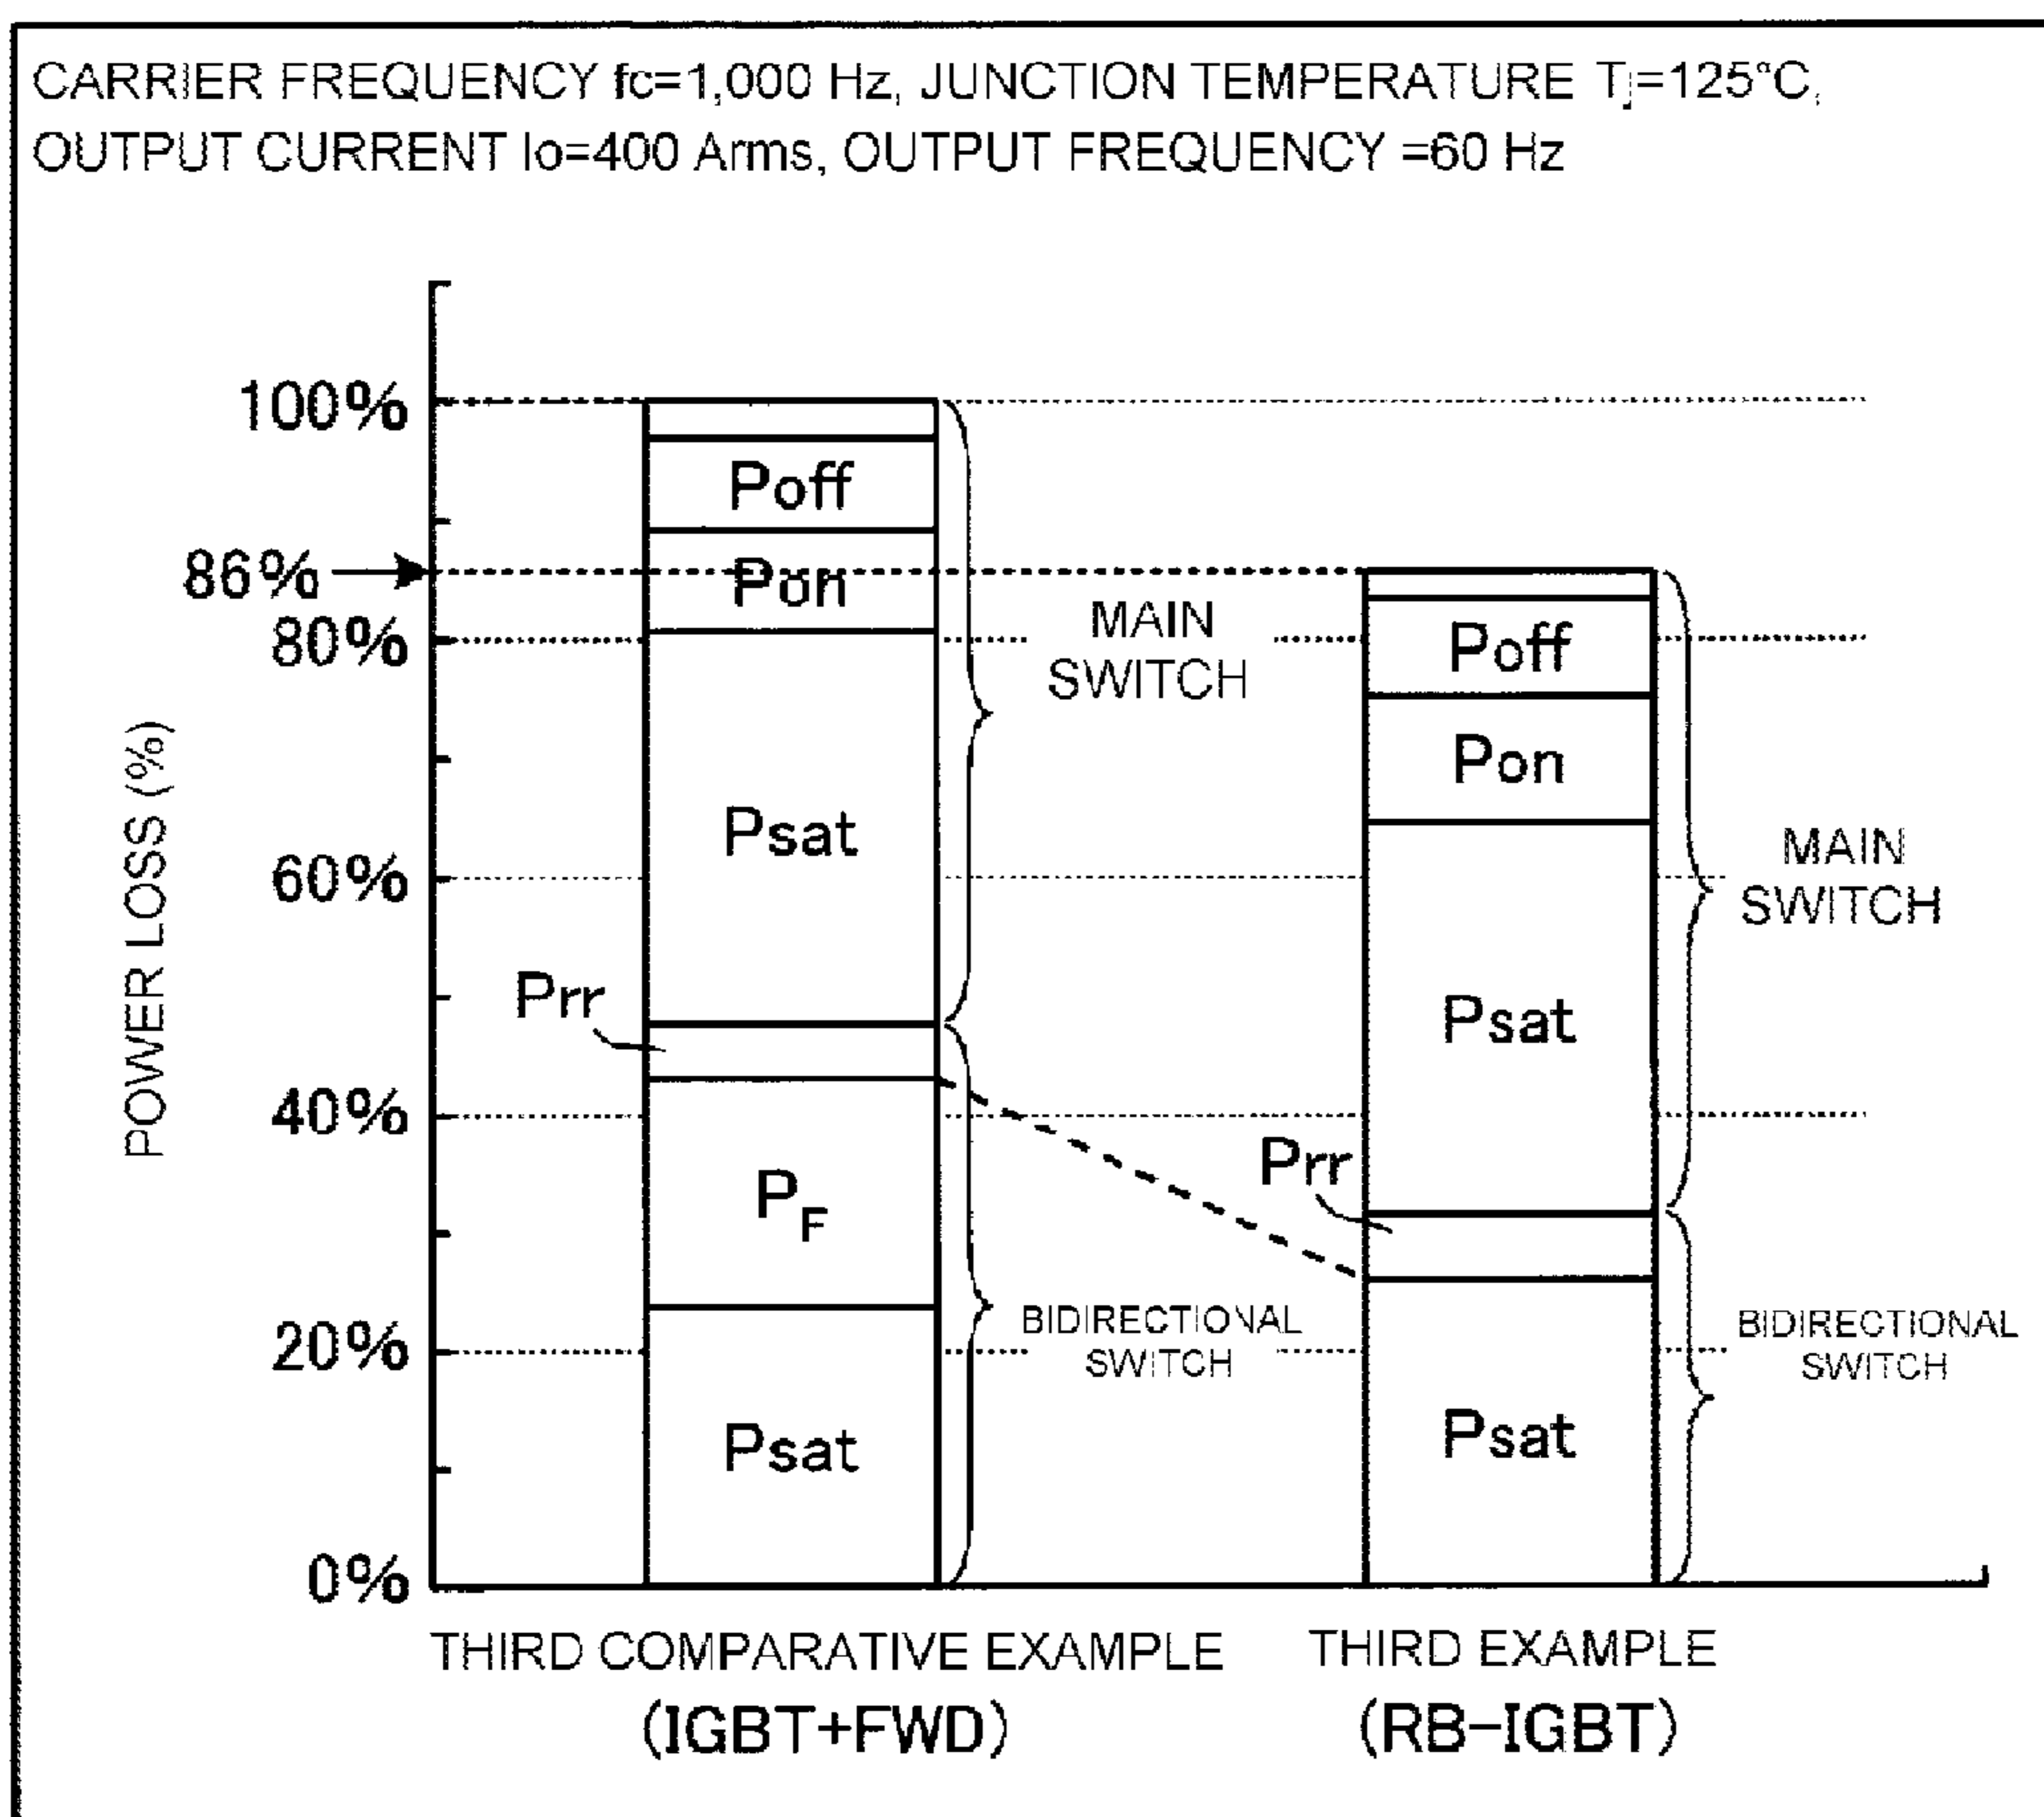 CARRIER FREQUENCY fc=1,000 Hz, JUNCTION TEMPERATURE Tj=125°C,
OUTPUT CURRENT Io=400 Arms, OUTPUT FREQUENCY =60 Hz
POWER LOSS (%)
100%
86%
80%
60%
40%
20%
0%
Poff
Pon
Psat
Prr
PF
Psat
MAIN
SWITCH
BIDIRECTIONAL
SWITCH
Poff
Pon
Psat
Prr
Psat
MAIN
SWITCH
BIDIRECTIONAL
SWITCH
THIRD COMPARATIVE EXAMPLE
(IGBT+FWD)
THIRD EXAMPLE
(RB-IGBT)